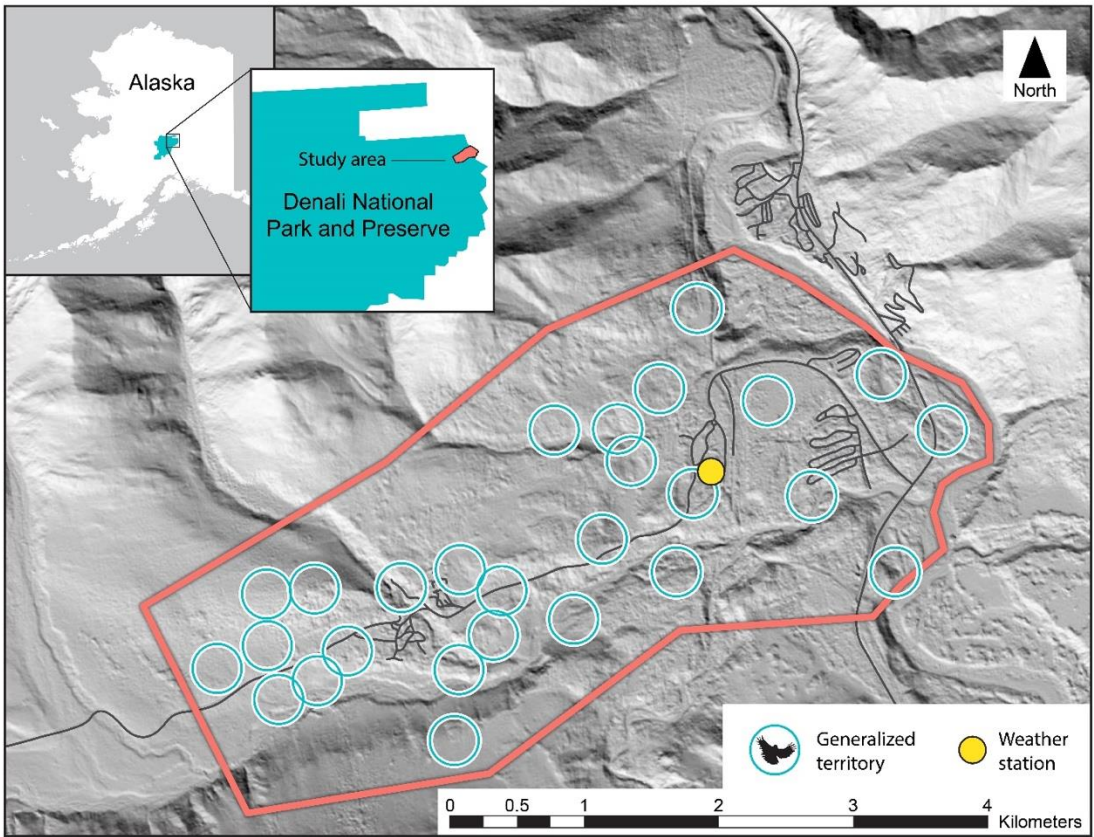 Alaska
Study area
Denali National
Park and Preserve
North
Generalized
territory
Weather
station
0 0.5 1 2 3 4
Kilometers